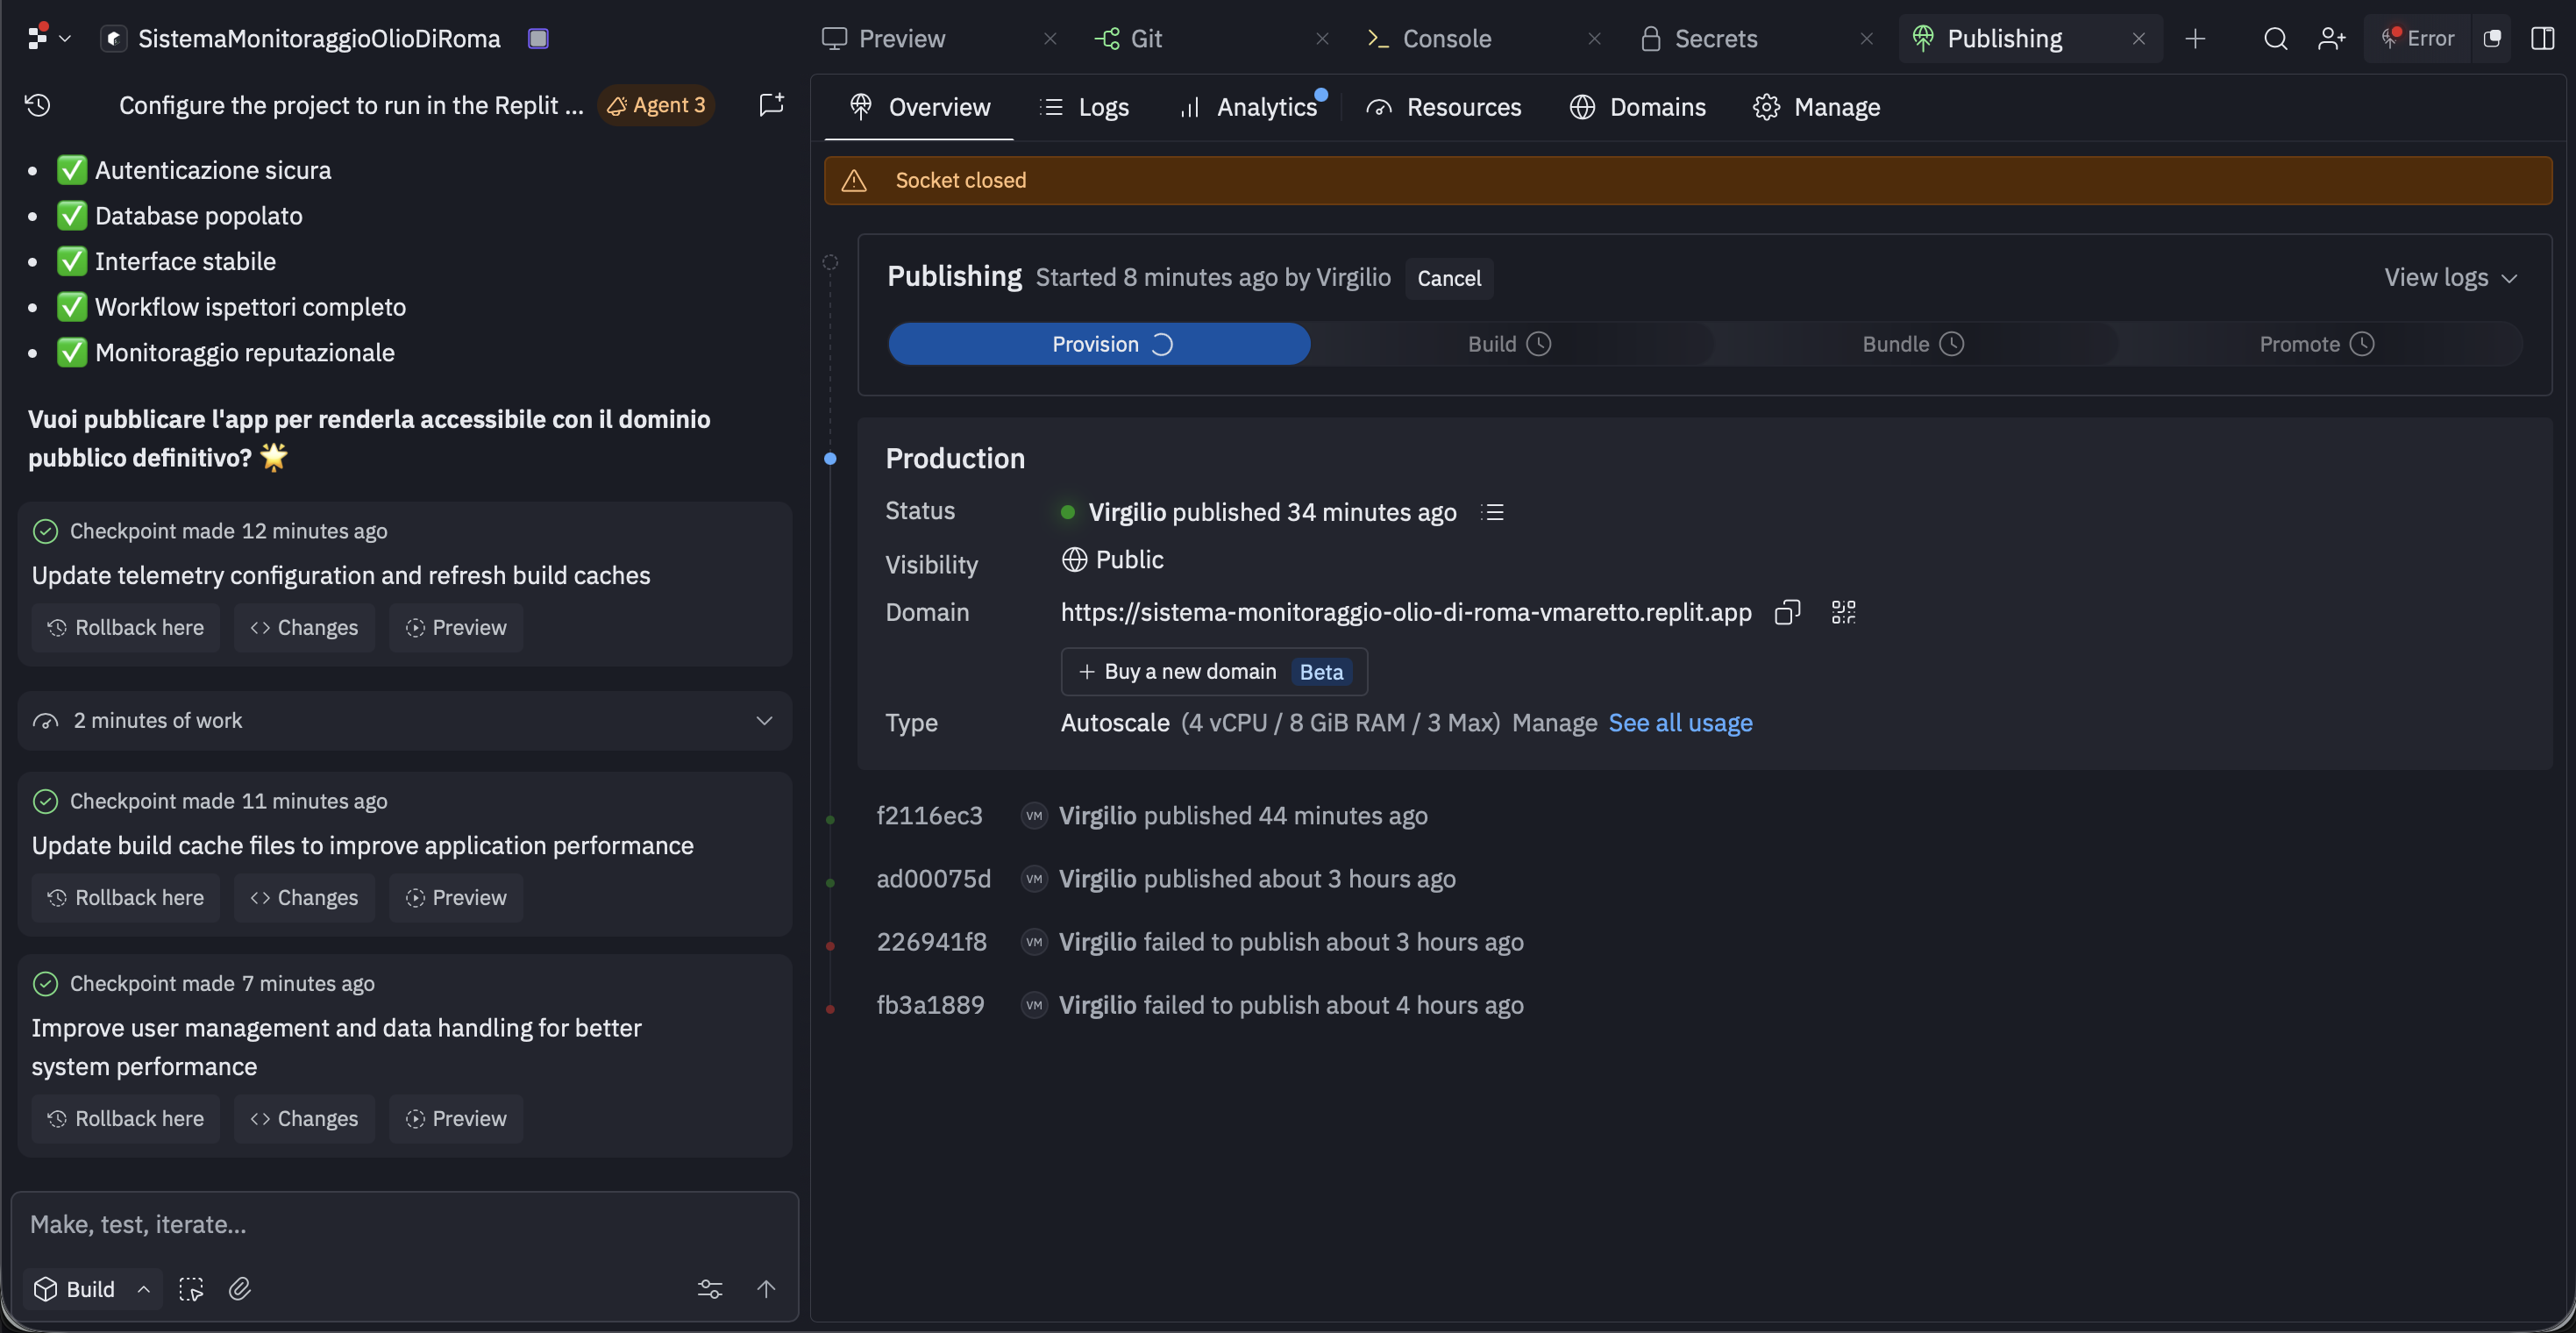 SistemaMonitoraggioOlioDiRoma
Preview
Git
Console
Secrets
Publishing
Error
Configure the project to run in the Replit ...
Agent 3
✅ Autenticazione sicura
✅ Database popolato
✅ Interface stabile
✅ Workflow ispettori completo
✅ Monitoraggio reputazionale
Vuoi pubblicare l'app per renderla accessibile con il dominio
pubblico definitivo? 🌟
Checkpoint made 12 minutes ago
Update telemetry configuration and refresh build caches
Rollback here
Changes
Preview
2 minutes of work
Checkpoint made 11 minutes ago
Update build cache files to improve application performance
Rollback here
Changes
Preview
Checkpoint made 7 minutes ago
Improve user management and data handling for better
system performance
Rollback here
Changes
Preview
Make, test, iterate...
Build
Overview
Logs
Analytics
Resources
Domains
Manage
Socket closed
Publishing Started 8 minutes ago by Virgilio Cancel
View logs
Provision
Build
Bundle
Promote
Production
Status
Virgilio published 34 minutes ago
Visibility
Public
Domain
https://sistema-monitoraggio-olio-di-roma-vmaretto.replit.app
+ Buy a new domain Beta
Type
Autoscale (4 vCPU / 8 GiB RAM / 3 Max) Manage See all usage
f2116ec3 VM Virgilio published 44 minutes ago
ad00075d VM Virgilio published about 3 hours ago
226941f8 VM Virgilio failed to publish about 3 hours ago
fb3a1889 VM Virgilio failed to publish about 4 hours ago